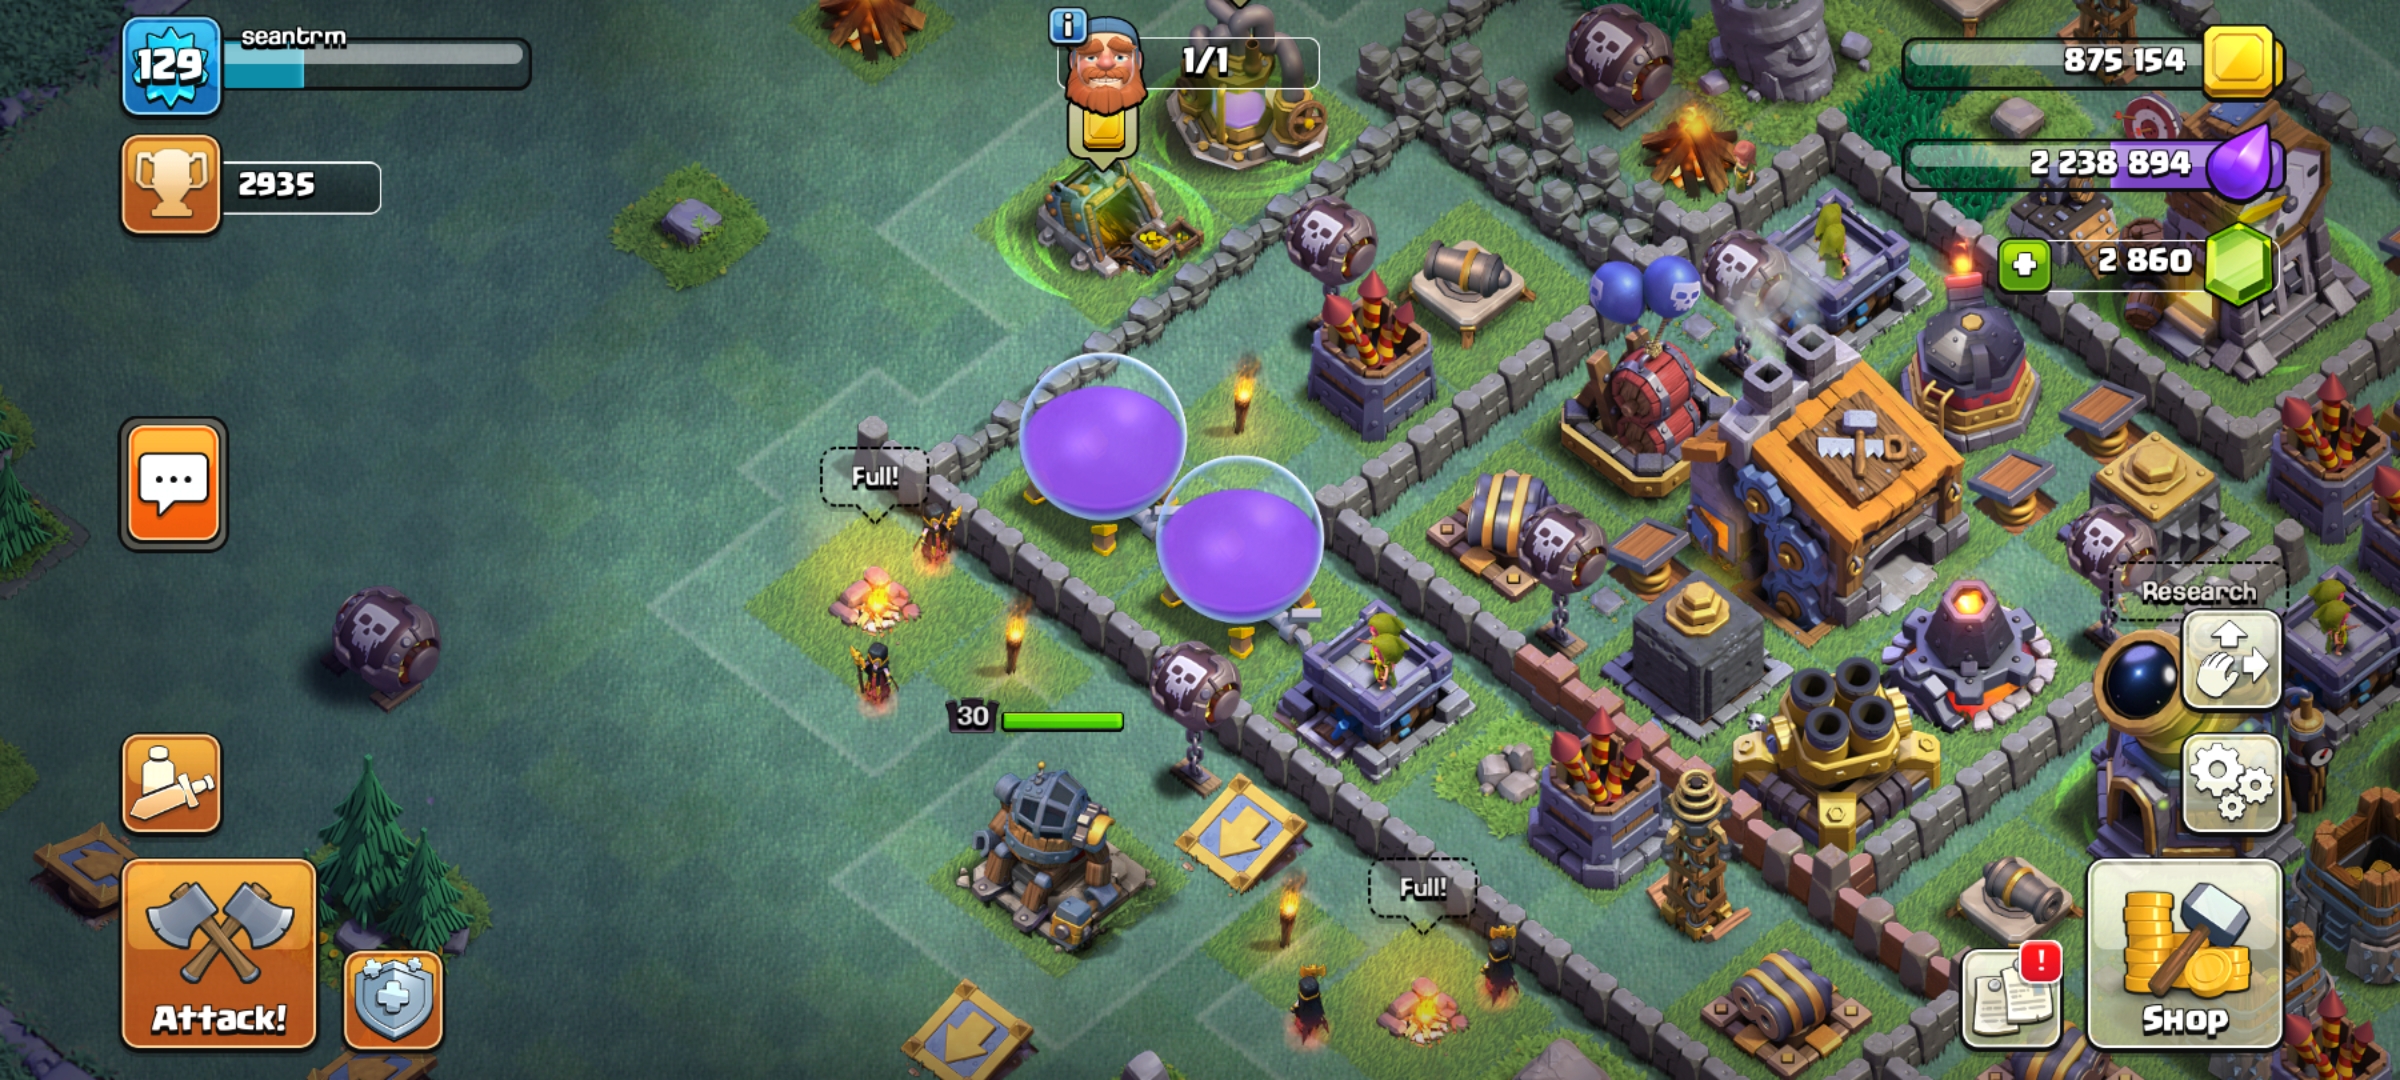 129
seantrm
i
1/1
875 154
2935
2 238 894
2 860
Full!
Research
30
Full!
!
Attack!
Shop